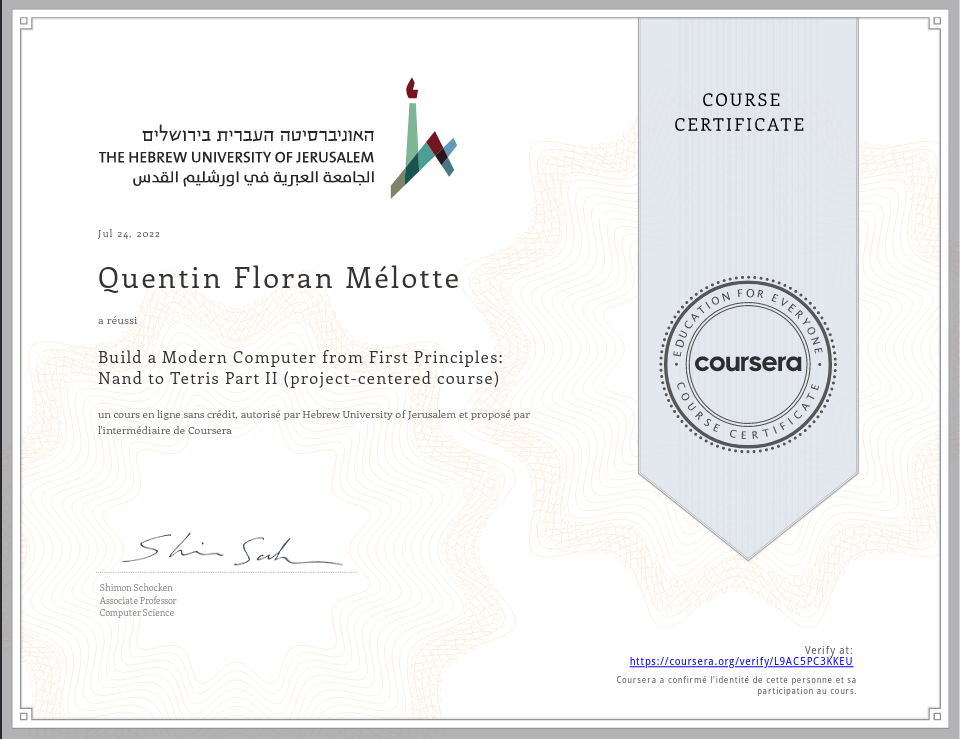 האוניברסיטה העברית בירושלים
THE HEBREW UNIVERSITY OF JERUSALEM
الجامعة العبرية في اورشليم القدس
COURSE
CERTIFICATE
Jul 24, 2022
Quentin Floran Mélotte
a réussi
Build a Modern Computer from First Principles:
Nand to Tetris Part II (project-centered course)
un cours en ligne sans crédit, autorisé par Hebrew University of Jerusalem et proposé par
l'intermédiaire de Coursera
EDUCATION FOR EVERYONE
coursera
COURSE CERTIFICATE
Shimon Schocken
Associate Professor
Computer Science
Verify at:
https://coursera.org/verify/L9AC5PC3KKEU
Coursera a confirmé l'identité de cette personne et sa
participation au cours.